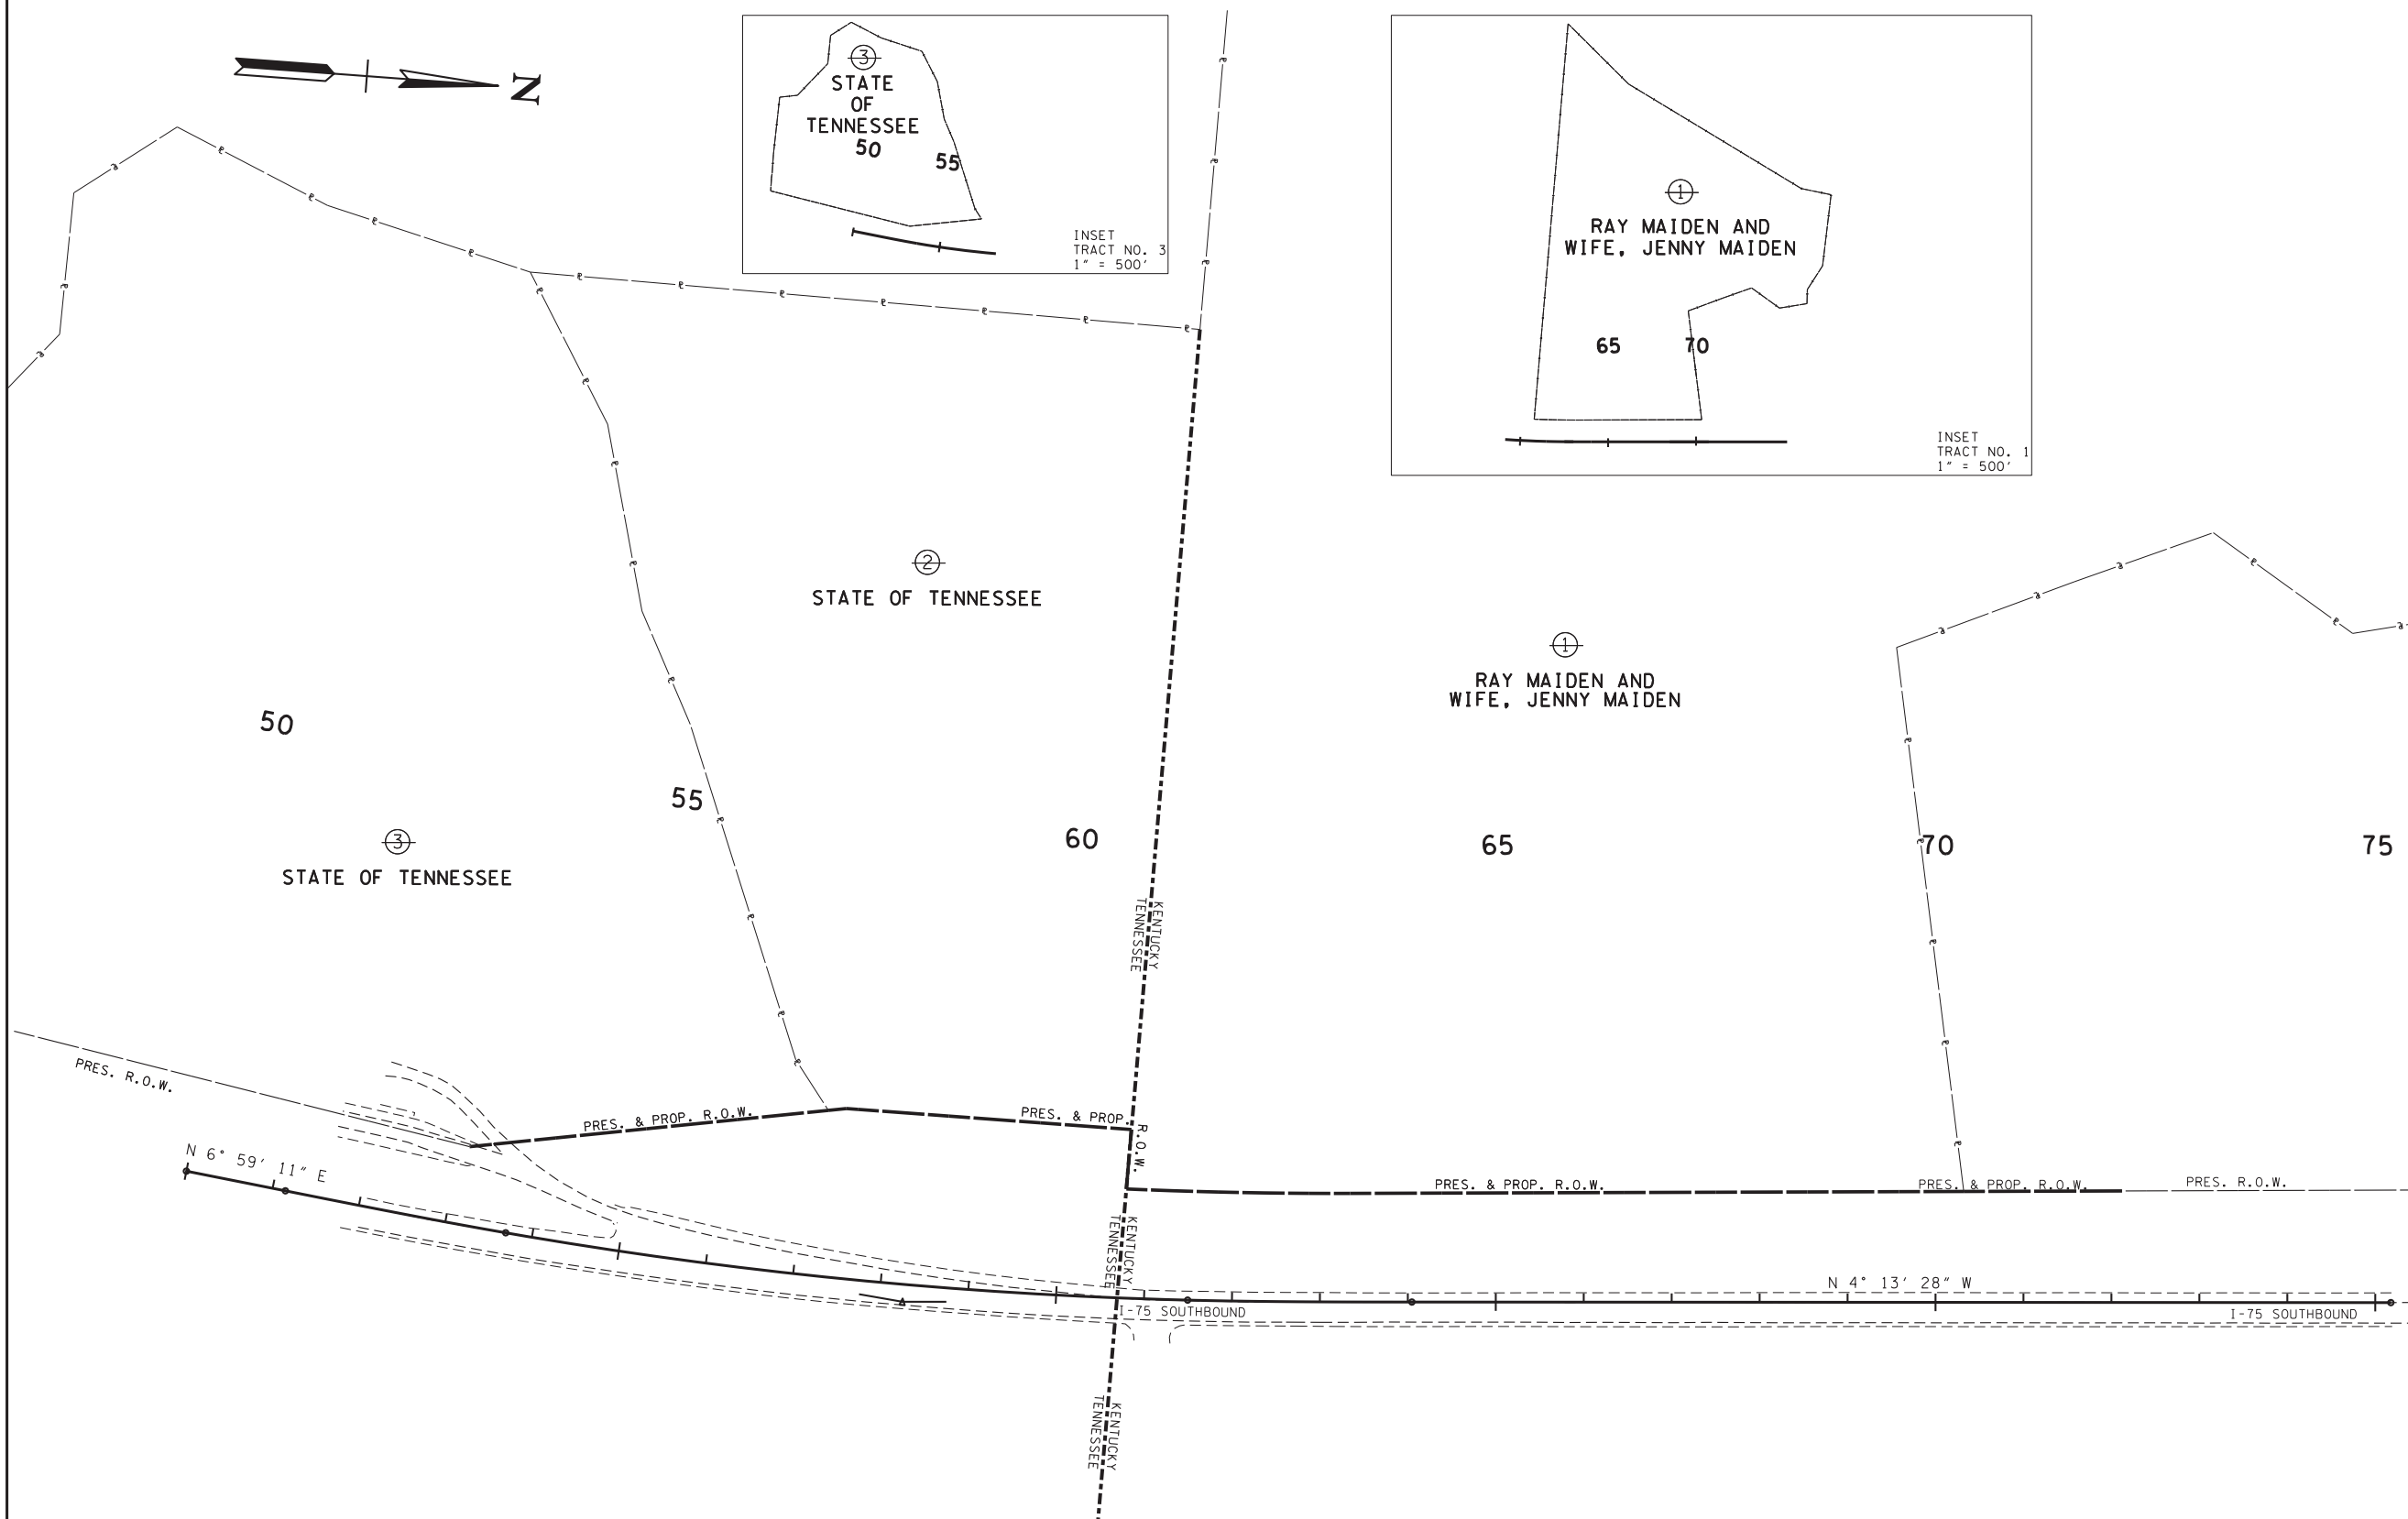 N
3
STATE
OF
TENNESSEE
50
55
INSET
TRACT NO. 3
1" = 500'
1
RAY MAIDEN AND
WIFE, JENNY MAIDEN
65
70
INSET
TRACT NO. 1
1" = 500'
2
STATE OF TENNESSEE
1
RAY MAIDEN AND
WIFE, JENNY MAIDEN
50
55
60
65
70
75
3
STATE OF TENNESSEE
KENTUCKY
TENNESSEE
PRES. R.O.W.
PRES. & PROP. R.O.W.
PRES. & PROP.
R.O.W.
PRES. & PROP. R.O.W.
PRES. & PROP. R.O.W.
PRES. R.O.W.
N 6° 59' 11" E
KENTUCKY
TENNESSEE
N 4° 13' 28" W
I-75 SOUTHBOUND
I-75 SOUTHBOUND
KENTUCKY
TENNESSEE